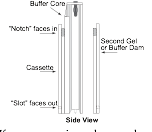 Buffer Core
"Notch" faces in
Second Gel
or Buffer Dam
Cassette
"Slot" faces out
Side View